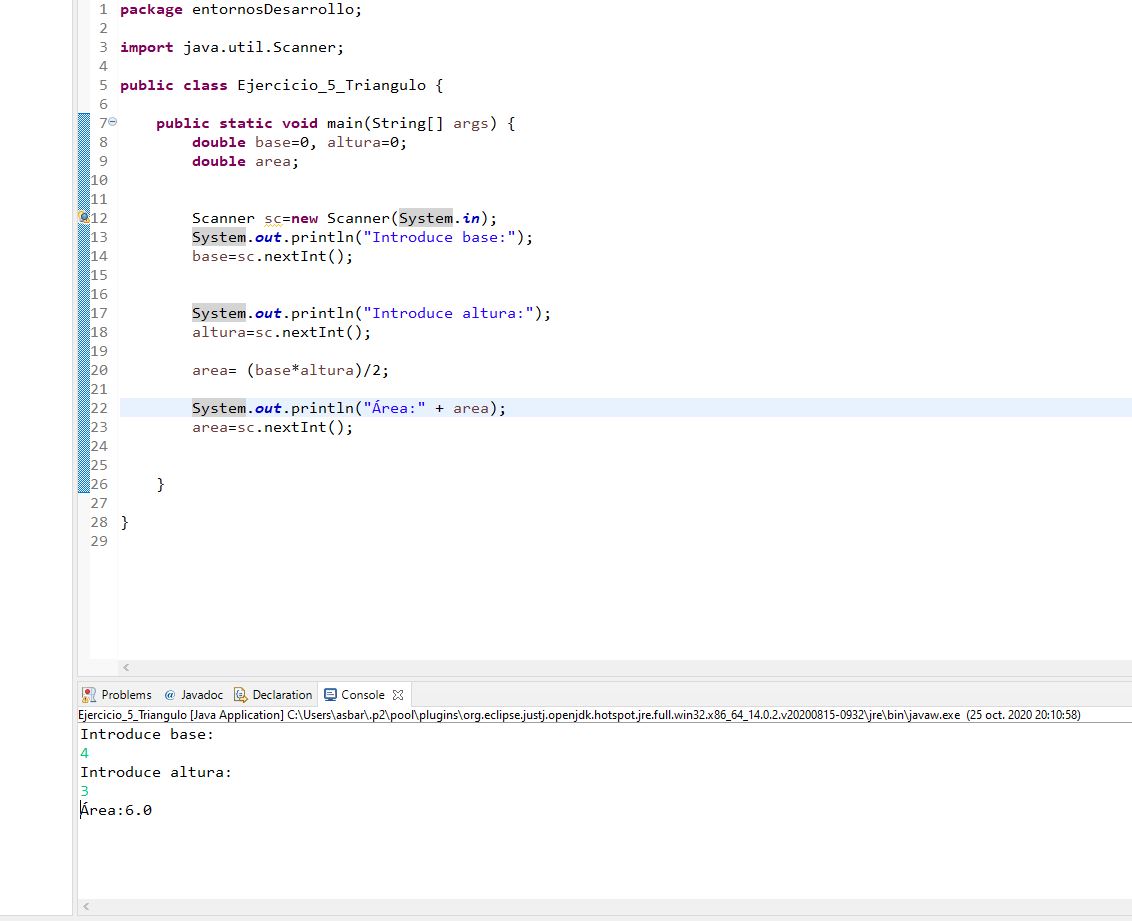 1 package entornosDesarrollo;
2
3 import java.util.Scanner;
4
5 public class Ejercicio_5_Triangulo {
6
7 public static void main(String[] args) {
8 double base=0, altura=0;
9 double area;
10
11
12 Scanner sc=new Scanner(System.in);
13 System.out.println("Introduce base:");
14 base=sc.nextInt();
15
16
17 System.out.println("Introduce altura:");
18 altura=sc.nextInt();
19
20 area= (base*altura)/2;
21
22 System.out.println("Área:" + area);
23 area=sc.nextInt();
24
25
26 }
27
28 }
29
Problems @ Javadoc Declaration Console
Ejercicio_5_Triangulo [Java Application] C:\Users\asbar\.p2\pool\plugins\org.eclipse.justj.openjdk.hotspot.jre.full.win32.x86_64_14.0.2.v20200815-0932\jre\bin\javaw.exe (25 oct. 2020 20:10:58)
Introduce base:
4
Introduce altura:
3
Área:6.0